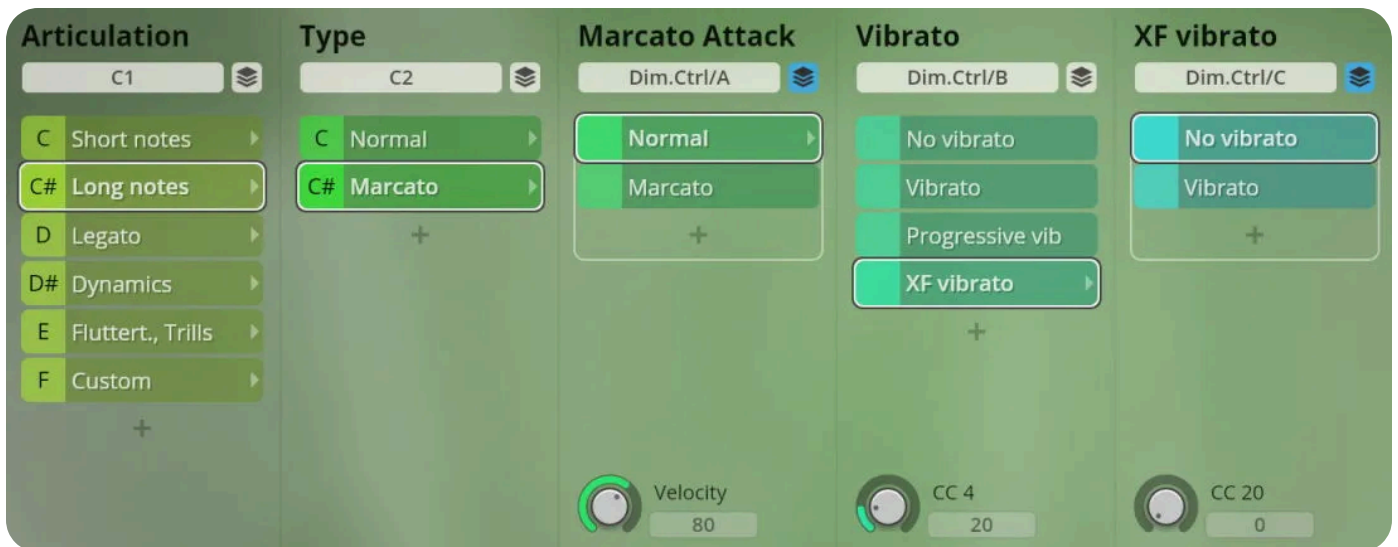 Articulation
C1
C Short notes
C# Long notes
D Legato
D# Dynamics
E Fluttert., Trills
F Custom
+
Type
C2
C Normal
C# Marcato
+
Marcato Attack
Dim.Ctrl/A
Normal
Marcato
+
Velocity
80
Vibrato
Dim.Ctrl/B
No vibrato
Vibrato
Progressive vib
XF vibrato
+
CC 4
20
XF vibrato
Dim.Ctrl/C
No vibrato
Vibrato
+
CC 20
0